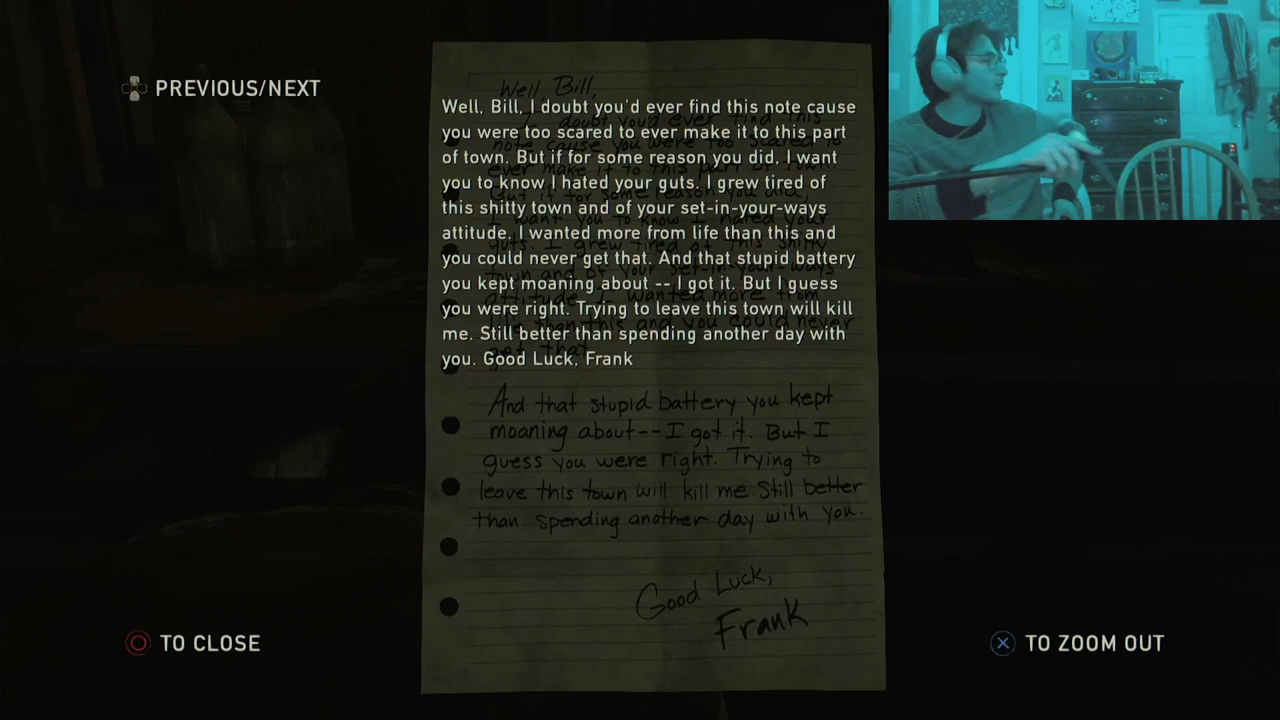 PREVIOUS/NEXT
Well, Bill,
Well, Bill, I doubt you'd ever find this note cause
you were too scared to ever make it to this part
of town. But if for some reason you did, I want
you to know I hated your guts. I grew tired of
this shitty town and of your set-in-your-ways
attitude. I wanted more from life than this and
you could never get that. And that stupid battery
you kept moaning about -- I got it. But I guess
you were right. Trying to leave this town will kill
me. Still better than spending another day with
you. Good Luck, Frank
And that stupid battery you kept
moaning about--I got it. But I
guess you were right. Trying to
leave this town will kill me. Still better
than spending another day with you.
Good Luck,
Frank
TO CLOSE
TO ZOOM OUT